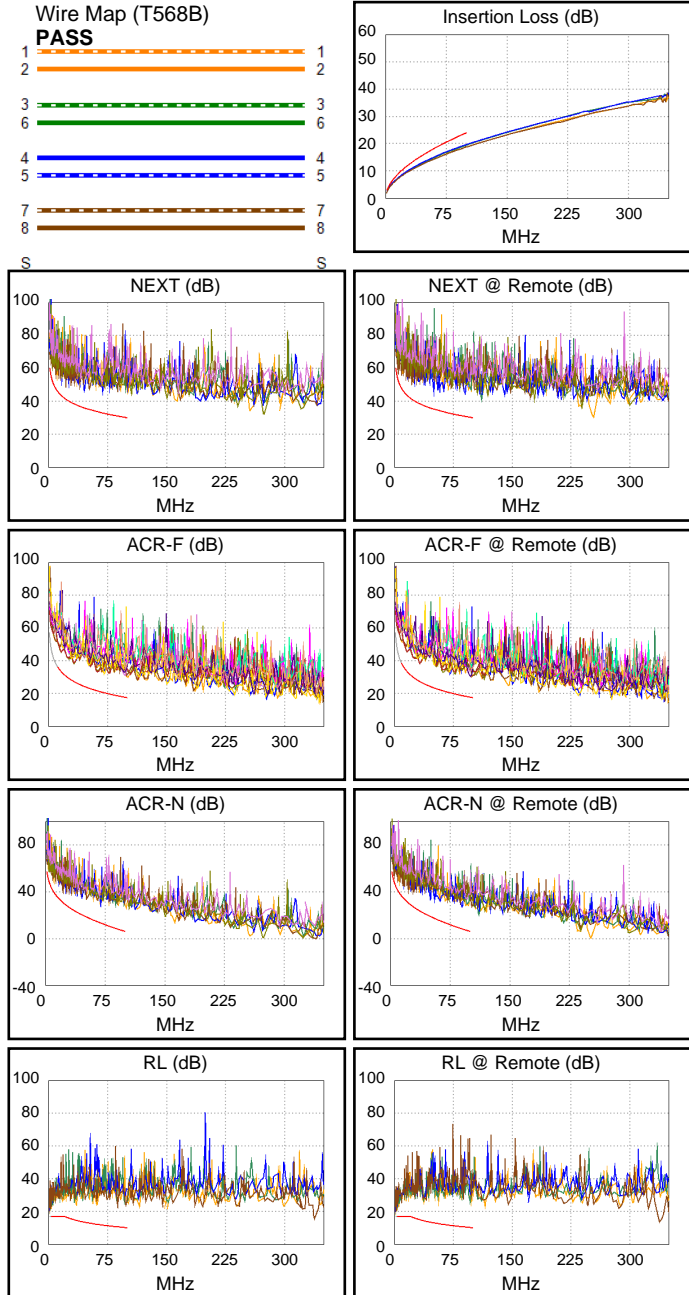 Wire Map (T568B)
PASS
1 1
2 2
3 3
6 6
4 4
5 5
7 7
8 8
S S
Insertion Loss (dB)
60
50
40
30
20
10
0
0 75 150 225 300
MHz
NEXT (dB)
100
80
60
40
20
0
0 75 150 225 300
MHz
NEXT @ Remote (dB)
100
80
60
40
20
0
0 75 150 225 300
MHz
ACR-F (dB)
100
80
60
40
20
0
0 75 150 225 300
MHz
ACR-F @ Remote (dB)
100
80
60
40
20
0
0 75 150 225 300
MHz
ACR-N (dB)
80
40
0
-40
0 75 150 225 300
MHz
ACR-N @ Remote (dB)
80
40
0
-40
0 75 150 225 300
MHz
RL (dB)
100
80
60
40
20
0
0 75 150 225 300
MHz
RL @ Remote (dB)
100
80
60
40
20
0
0 75 150 225 300
MHz